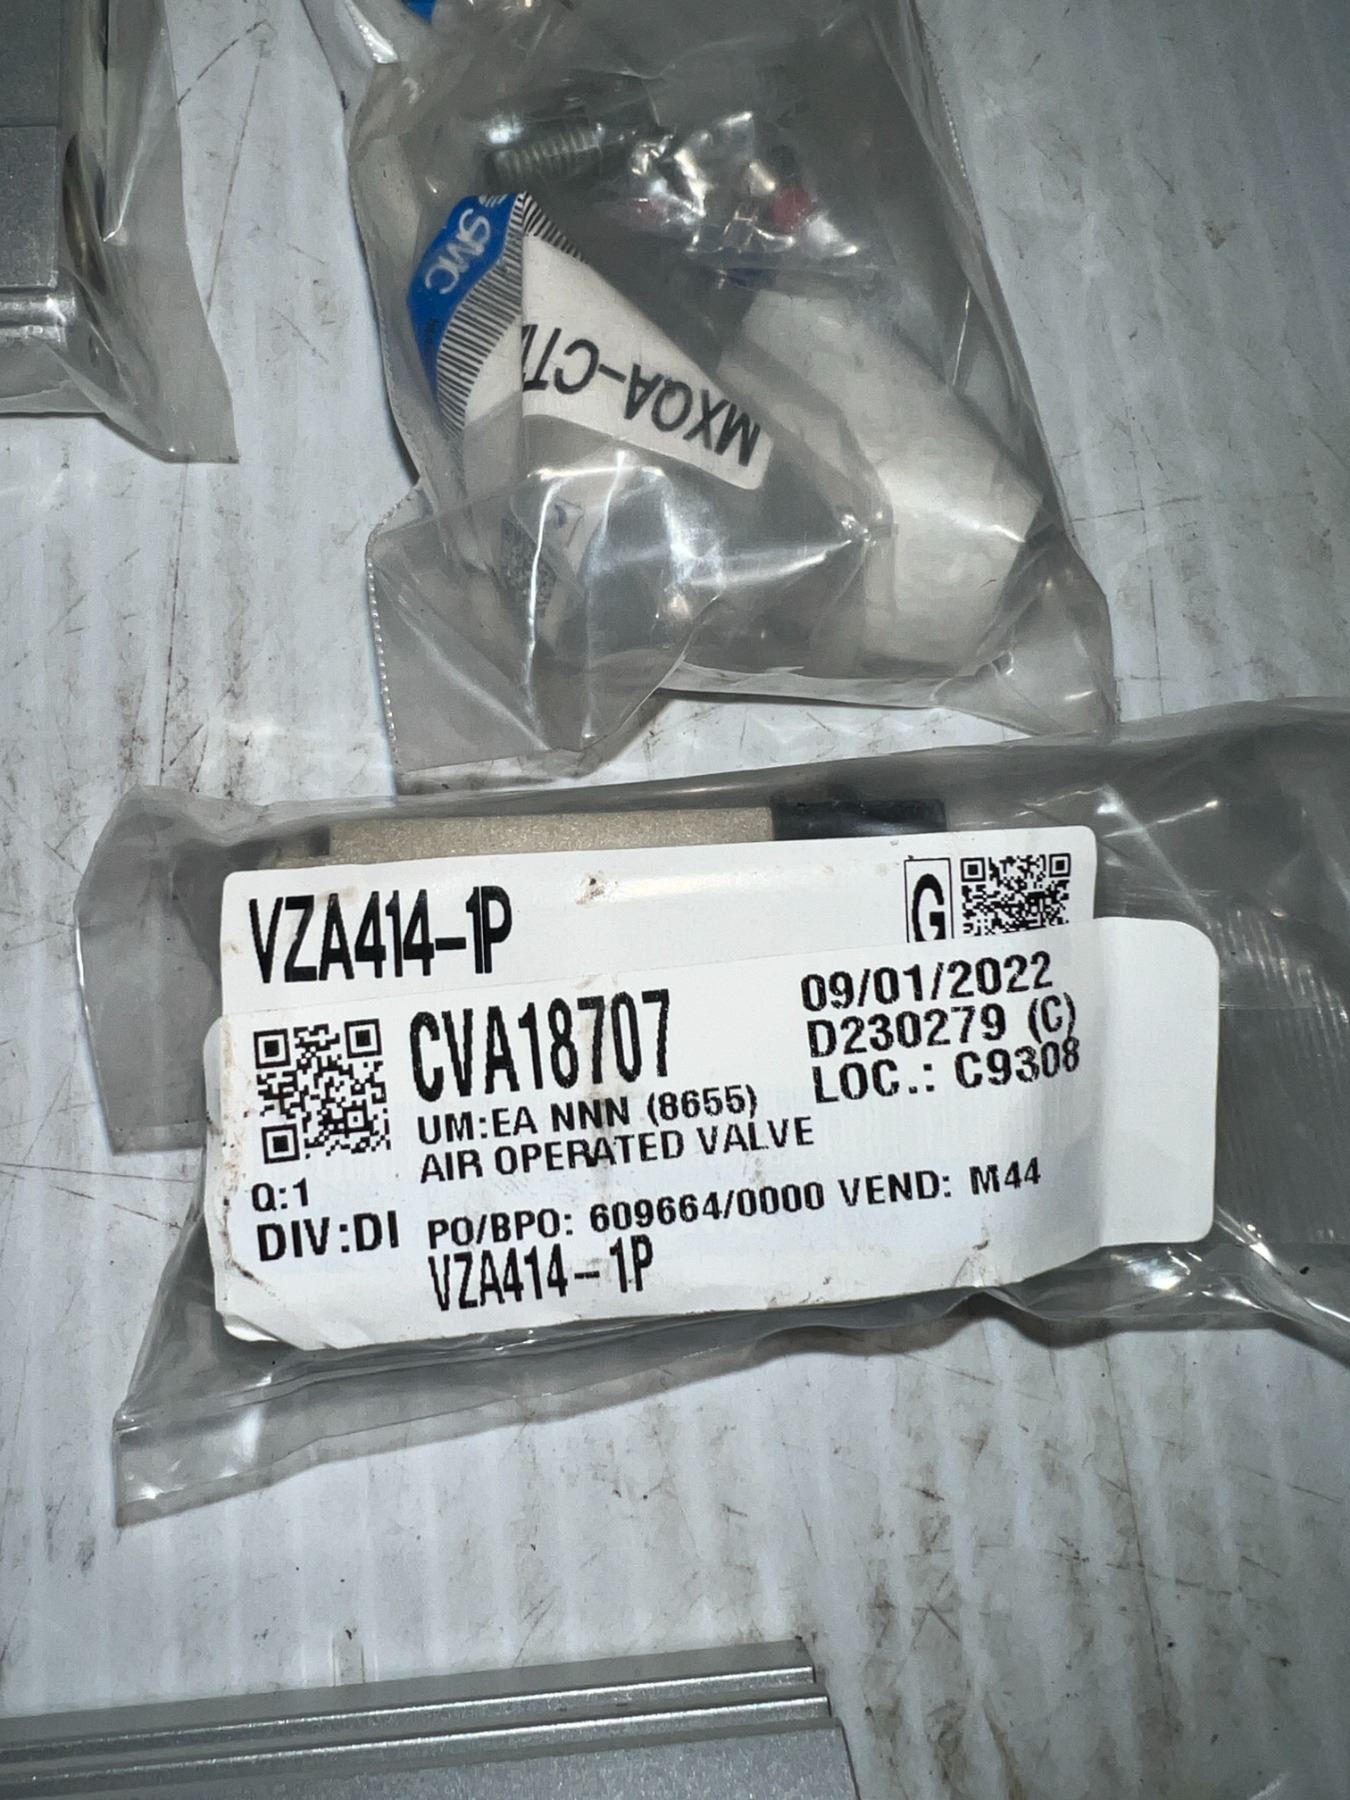 SMC
MXQA-CT
VZA414-1P
G
CVA18707
09/01/2022
D230279 (C)
LOC.: C9308
UM:EA NNN (8655)
AIR OPERATED VALVE
Q:1
DIV:DI
PO/BPO: 609664/0000 VEND: M44
VZA414-1P